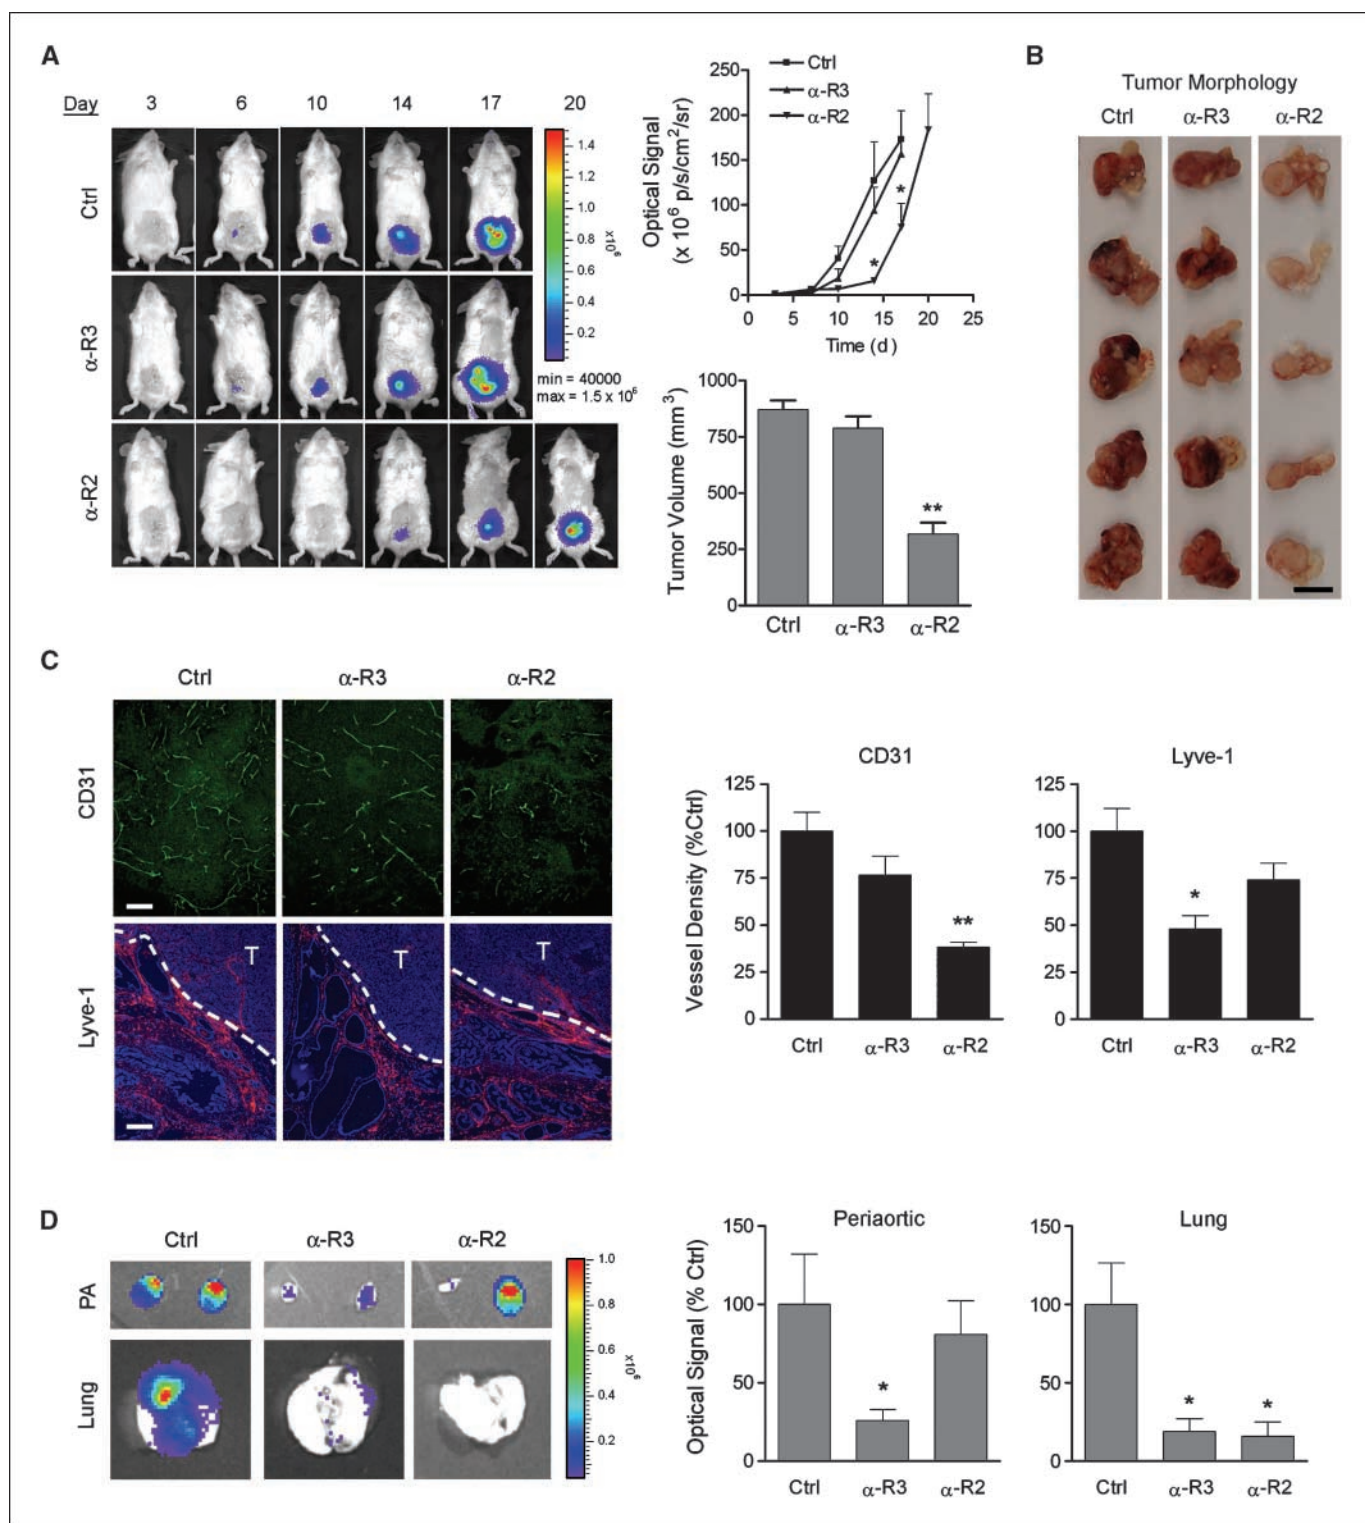 A
Day 3 6 10 14 17 20
Ctrl
α-R3
α-R2
1.4
1.2
1.0
0.8
0.6
0.4
0.2
x10⁶
min = 40000
max = 1.5 x 10⁶
Ctrl
α-R3
α-R2
Optical Signal
(x 10⁶ p/s/cm²/sr)
250
200
150
100
50
0
*
*
0 5 10 15 20 25
Time (d)
Tumor Volume (mm³)
1000
750
500
250
0
**
Ctrl α-R3 α-R2
B
Tumor Morphology
Ctrl α-R3 α-R2
C
Ctrl α-R3 α-R2
CD31
Lyve-1
T T T
CD31
Vessel Density (%Ctrl)
125
100
75
50
25
0
**
Ctrl α-R3 α-R2
Lyve-1
125
100
75
50
25
0
*
Ctrl α-R3 α-R2
D
Ctrl α-R3 α-R2
PA
Lung
1.0
0.8
0.6
0.4
0.2
x10⁶
Periaortic
Optical Signal (% Ctrl)
150
100
50
0
*
Ctrl α-R3 α-R2
Lung
150
100
50
0
* *
Ctrl α-R3 α-R2